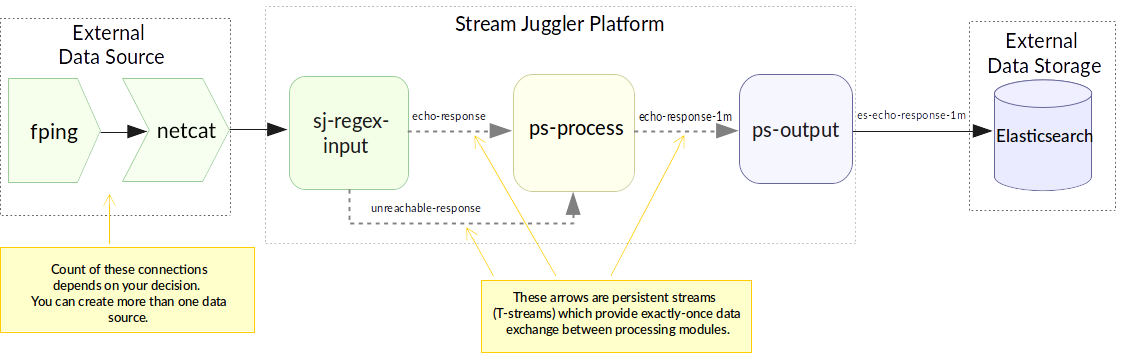 External
Data Source
fping
netcat
Stream Juggler Platform
sj-regex-
input
echo-response
ps-process
echo-response-1m
ps-output
es-echo-response-1m
External
Data Storage
Elasticsearch
unreachable-response
Count of these connections
depends on your decision.
You can create more than one data
source.
These arrows are persistent streams
(T-streams) which provide exactly-once data
exchange between processing modules.